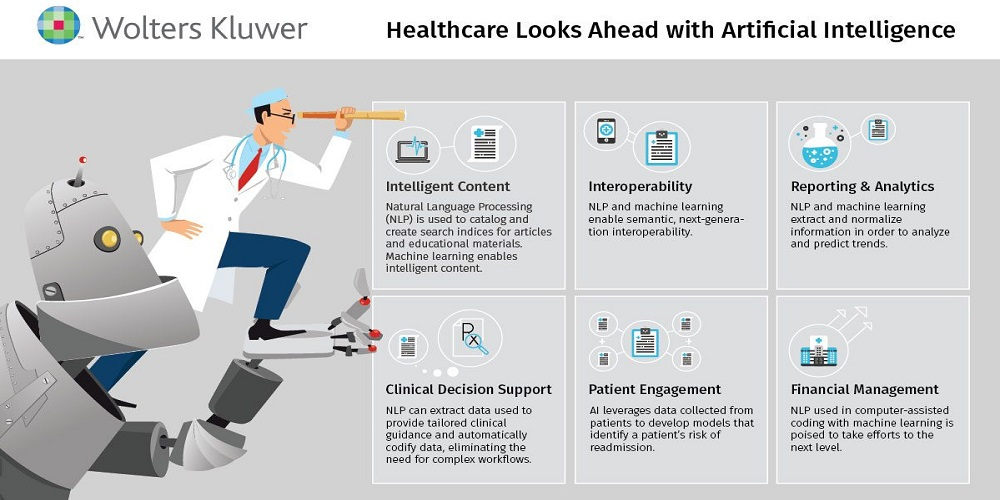 Wolters Kluwer
Healthcare Looks Ahead with Artificial Intelligence
Intelligent Content
Natural Language Processing
(NLP) is used to catalog and
create search indices for articles
and educational materials.
Machine learning enables
intelligent content.
Interoperability
NLP and machine learning
enable semantic, next-genera-
tion interoperability.
Reporting & Analytics
NLP and machine learning
extract and normalize
information in order to analyze
and predict trends.
Rx
Clinical Decision Support
NLP can extract data used to
provide tailored clinical
guidance and automatically
codify data, eliminating the
need for complex workflows.
Patient Engagement
AI leverages data collected from
patients to develop models that
identify a patient's risk of
readmission.
Financial Management
NLP used in computer-assisted
coding with machine learning is
poised to take efforts to the
next level.